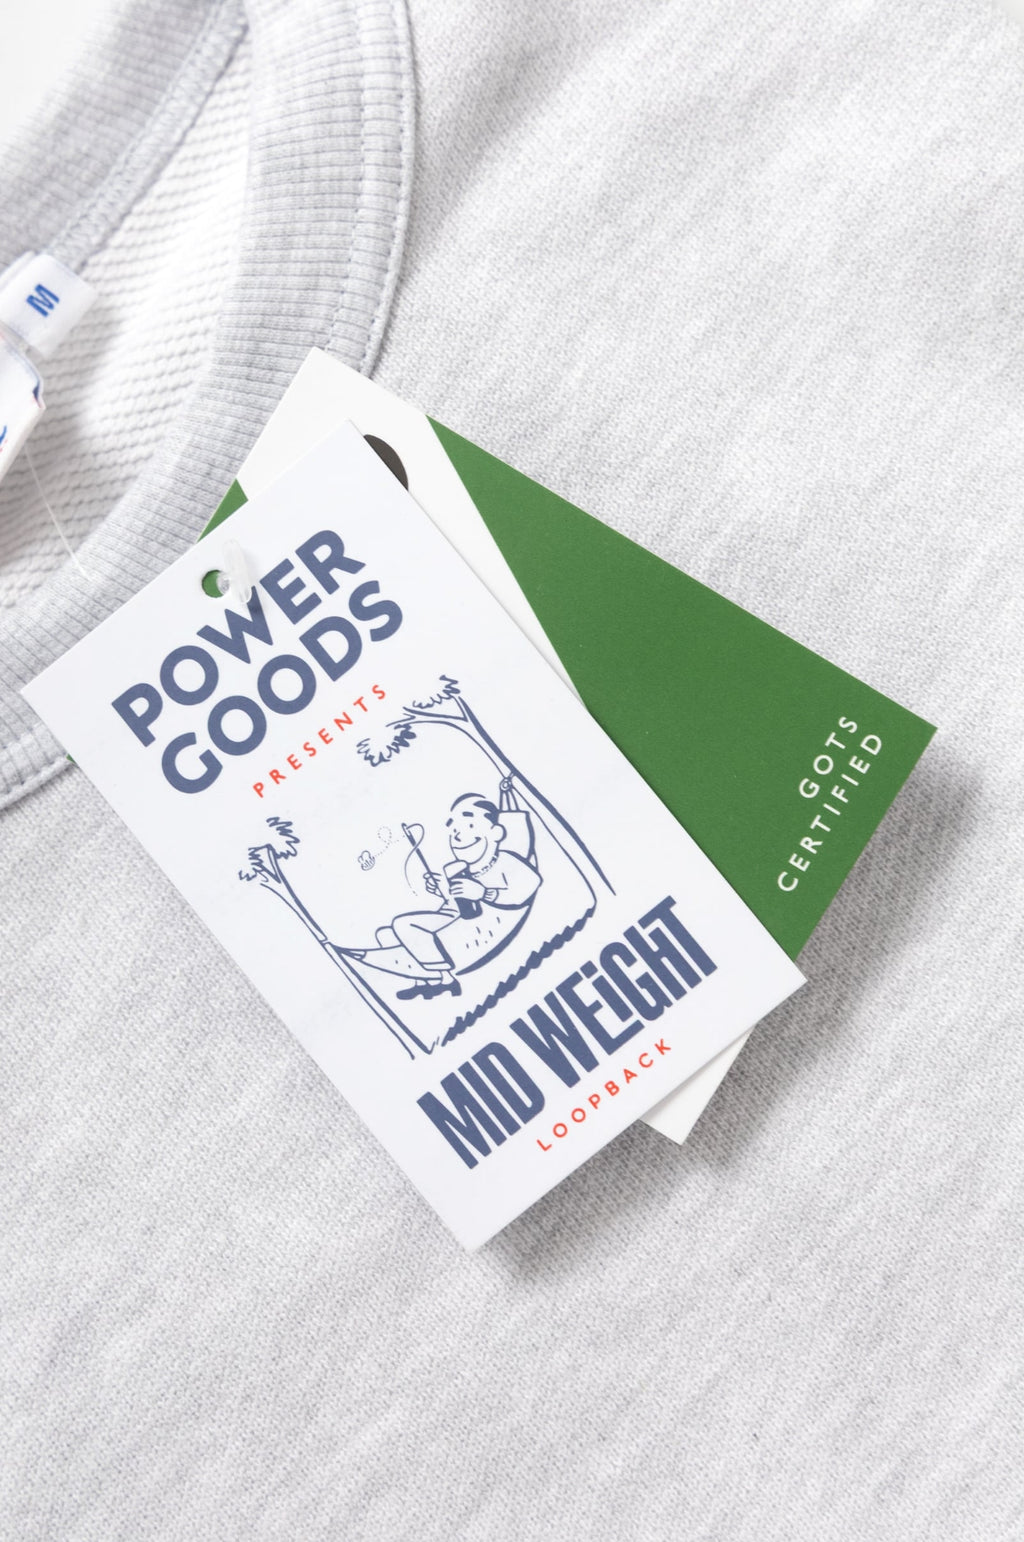 M
POWER
GOODS
PRESENTS
MID WEIGHT
LOOPBACK
GOTS
CERTIFIED